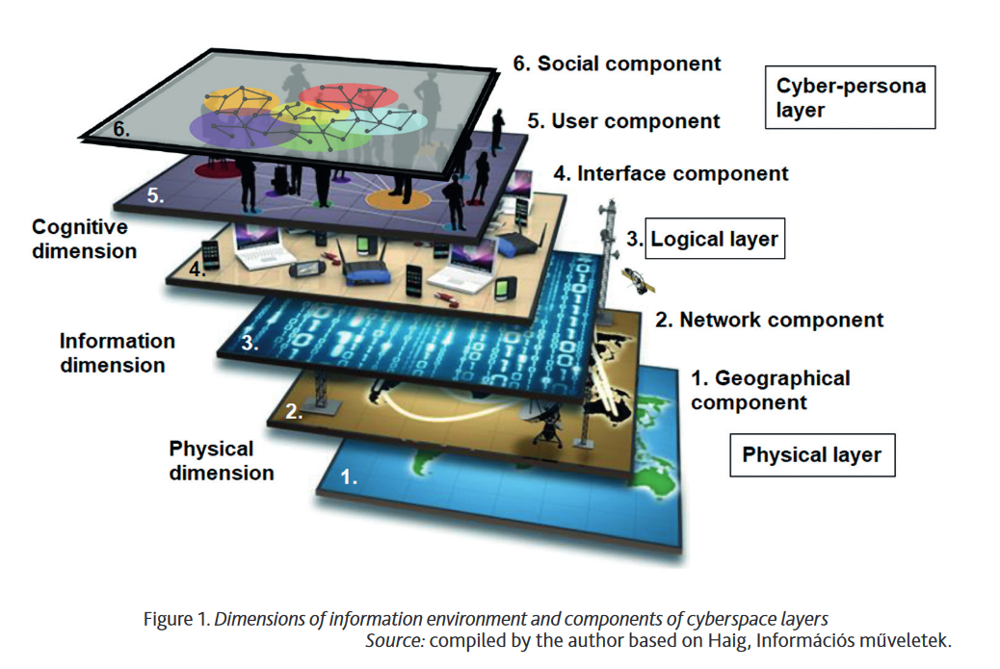 6. Social component
Cyber-persona
layer
5. User component
6.
4. Interface component
5.
Cognitive
dimension
3. Logical layer
4.
2. Network component
Information
dimension
3.
1. Geographical
component
2.
Physical
dimension
Physical layer
1.
Figure 1. Dimensions of information environment and components of cyberspace layers
Source: compiled by the author based on Haig, Információs műveletek.